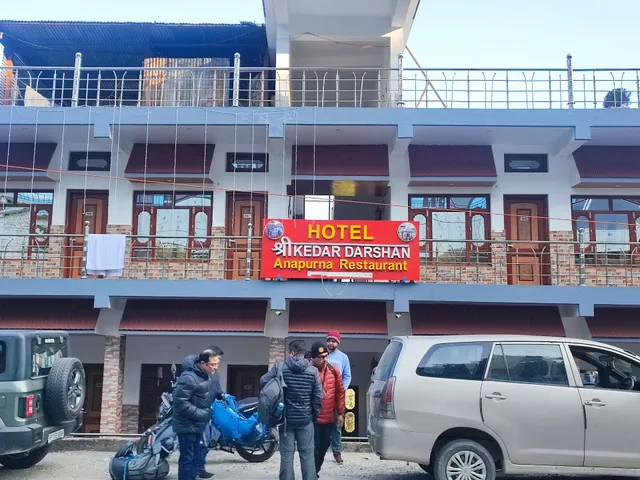 HOTEL
श्री KEDAR DARSHAN
Anapurna Restaurant